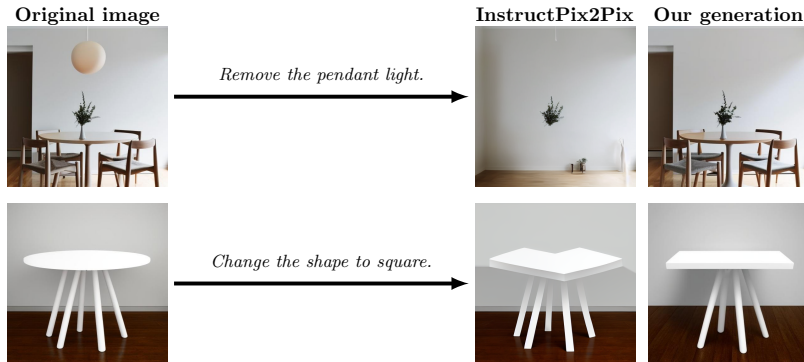 Original image
InstructPix2Pix
Our generation
Remove the pendant light.
Change the shape to square.